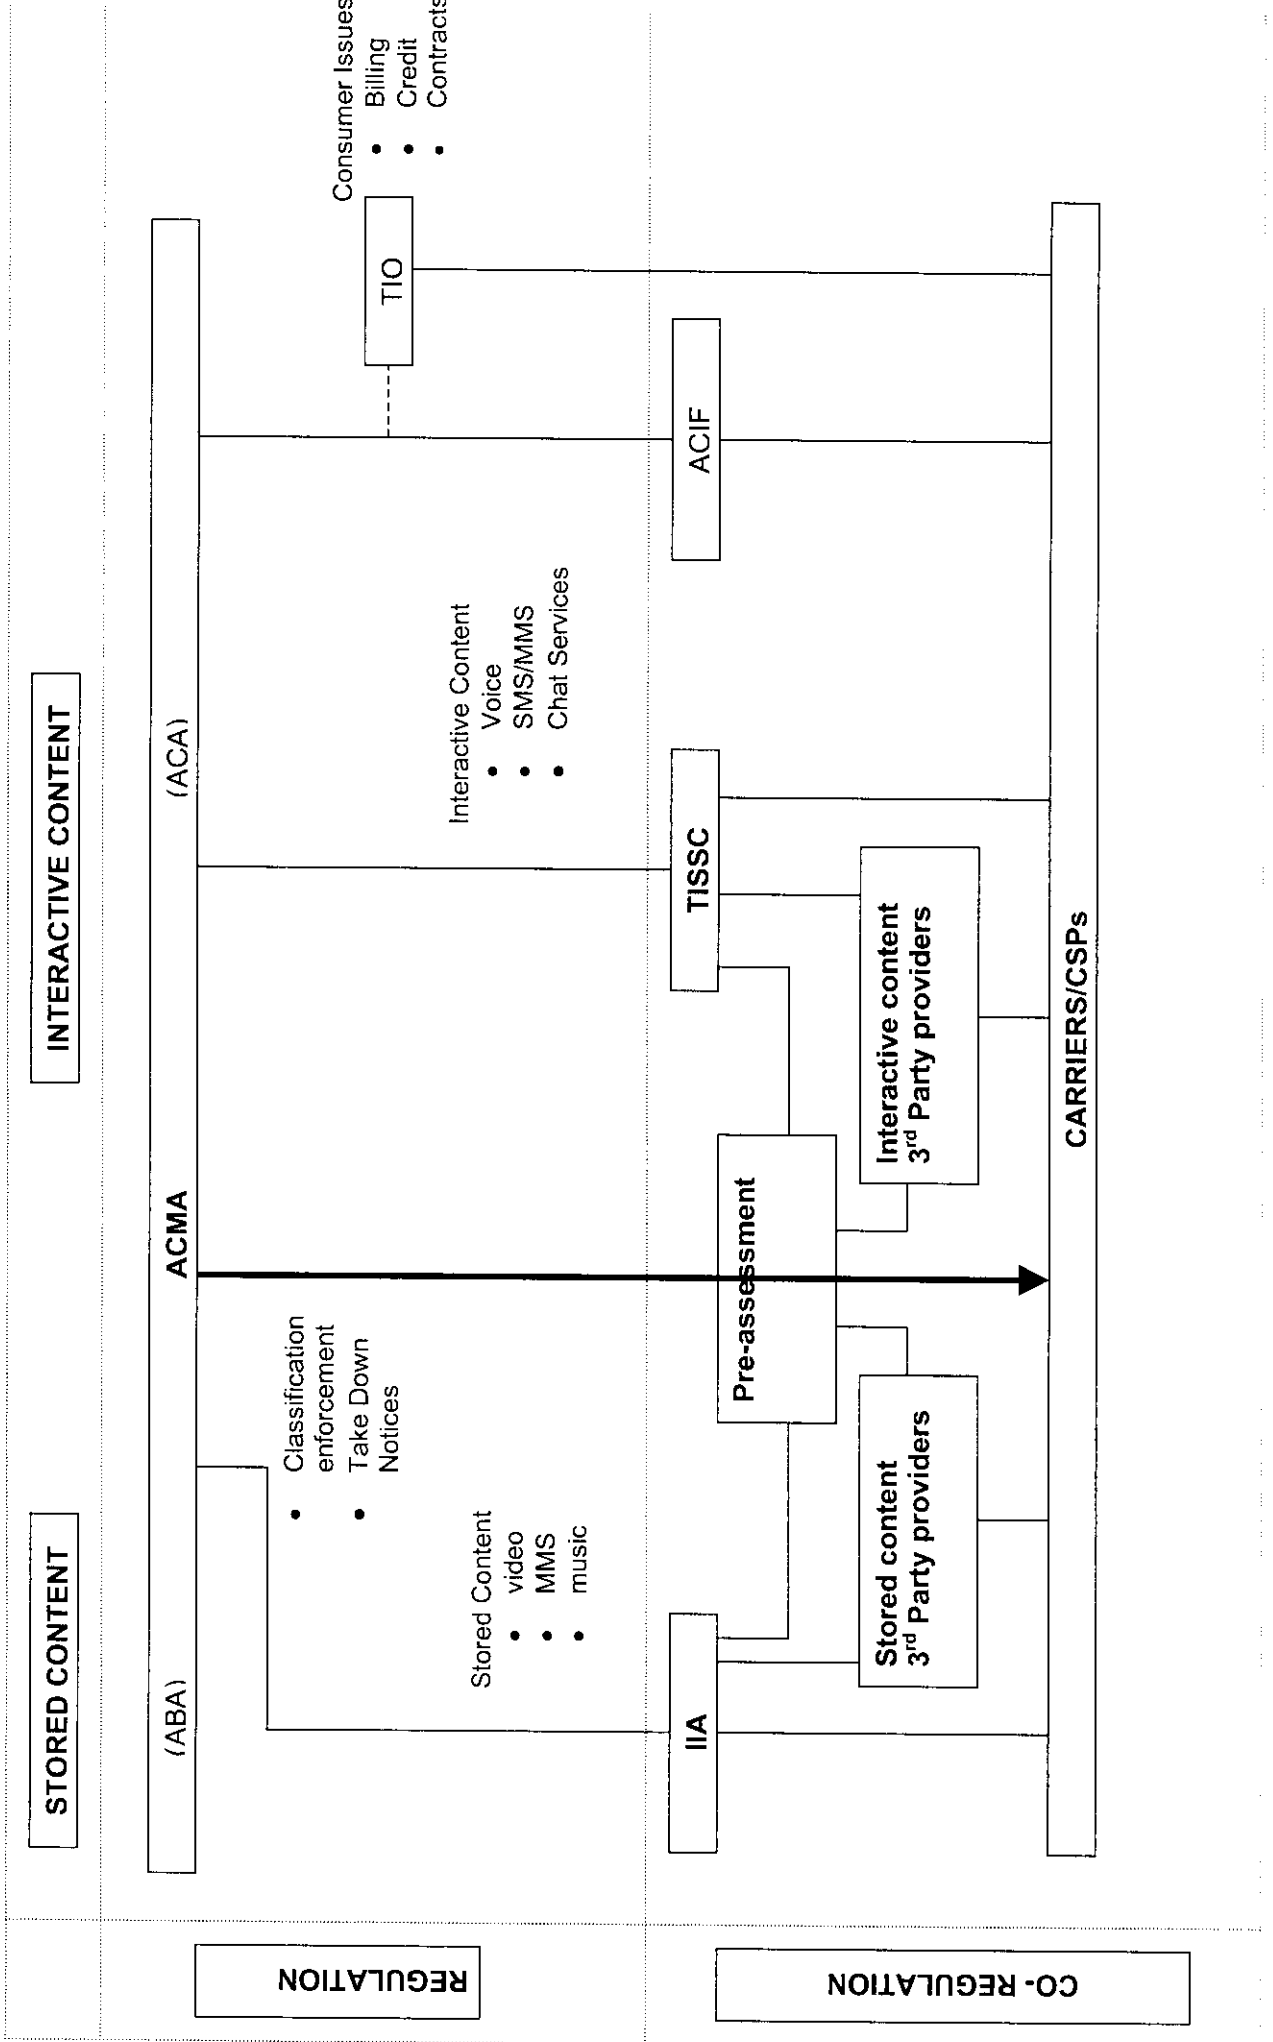 STORED CONTENT
INTERACTIVE CONTENT
REGULATION
(ABA)
ACMA
(ACA)
• Classification
enforcement
• Take Down
Notices
Consumer Issues
• Billing
• Credit
• Contracts
TIO
Stored Content
• video
• MMS
• music
Interactive Content
• Voice
• SMS/MMS
• Chat Services
CO- REGULATION
IIA
TISSC
ACIF
Pre-assessment
Stored content
3rd Party providers
Interactive content
3rd Party providers
CARRIERS/CSPs